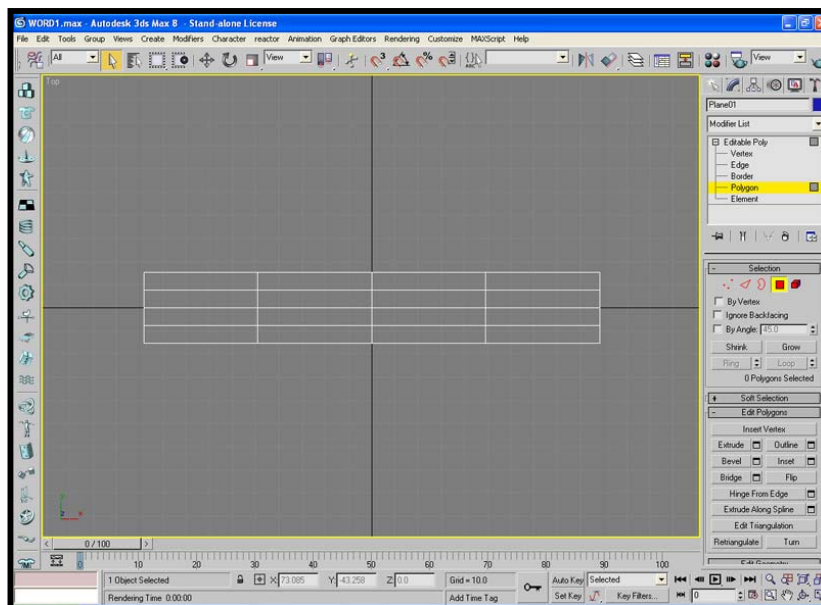 WORD1.max - Autodesk 3ds Max 8 - Stand-alone License
File Edit Tools Group Views Create Modifiers Character reactor Animation Graph Editors Rendering Customize MAXScript Help
All View View
Top
Plane01
Modifier List
Editable Poly
Vertex
Edge
Border
Polygon
Element
Selection
By Vertex
Ignore Backfacing
By Angle: 45.0
Shrink Grow
Ring Loop
0 Polygons Selected
Soft Selection
Edit Polygons
Insert Vertex
Extrude Outline
Bevel Inset
Bridge Flip
Hinge From Edge
Extrude Along Spline
Edit Triangulation
Retriangulate Turn
Edit Geometry
y
z x
0 / 100
0 10 20 30 40 50 60 70 80 90 100
1 Object Selected X: 73.085 Y: -43.258 Z: 0.0 Grid = 10.0 Auto Key Selected
Rendering Time 0:00:00 Add Time Tag Set Key Key Filters... 0